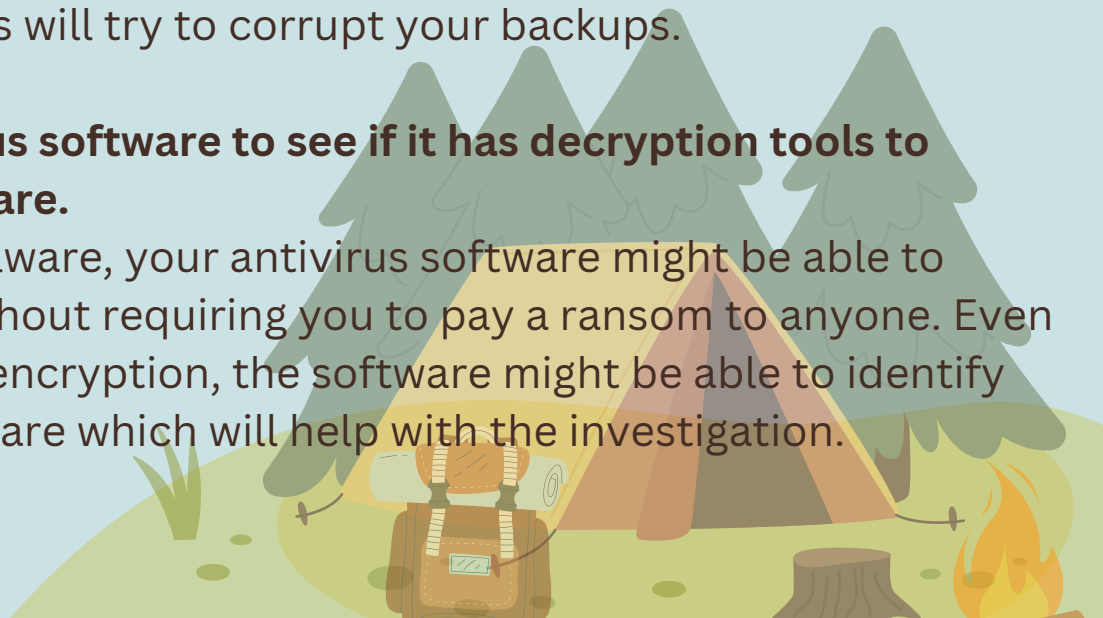 s will try to corrupt your backups.
us software to see if it has decryption tools to
are.
ware, your antivirus software might be able to
hout requiring you to pay a ransom to anyone. Even
encryption, the software might be able to identify
are which will help with the investigation.